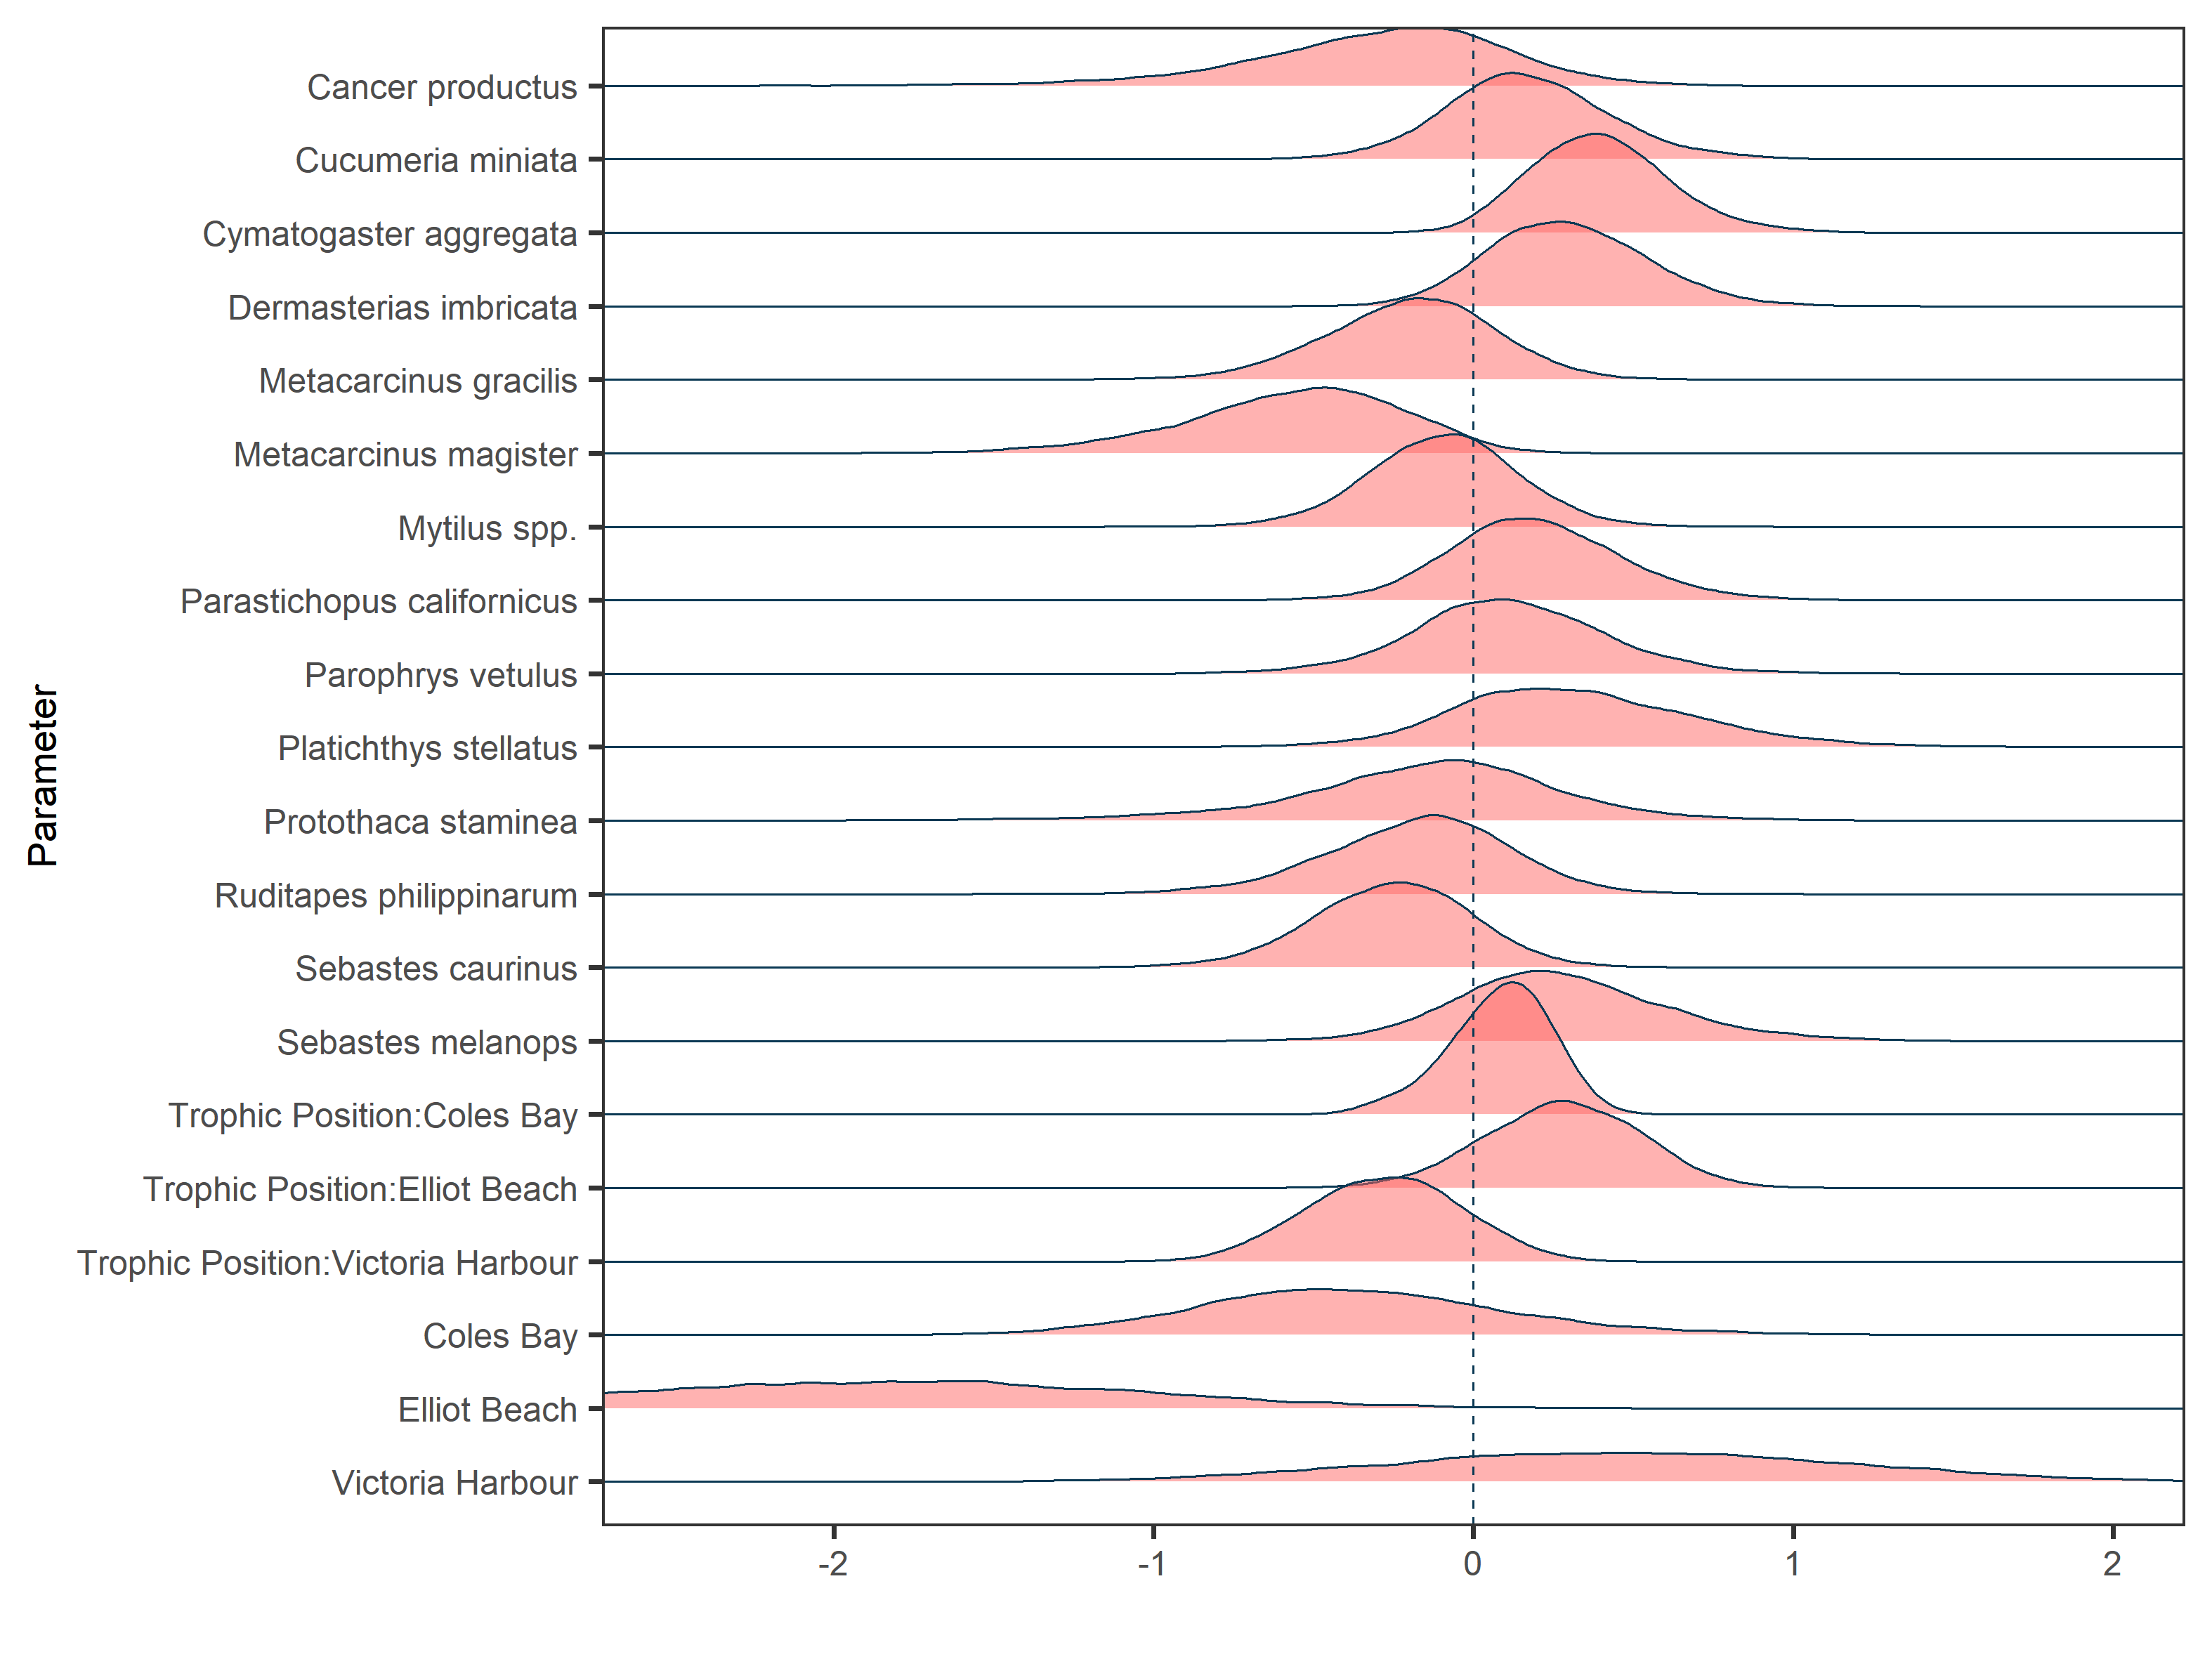 Cancer productus
Cucumeria miniata
Cymatogaster aggregata
Dermasterias imbricata
Metacarcinus gracilis
Metacarcinus magister
Mytilus spp.
Parastichopus californicus
Parophrys vetulus
Platichthys stellatus
Protothaca staminea
Ruditapes philippinarum
Sebastes caurinus
Sebastes melanops
Trophic Position:Coles Bay
Trophic Position:Elliot Beach
Trophic Position:Victoria Harbour
Coles Bay
Elliot Beach
Victoria Harbour
Parameter
-2 -1 0 1 2